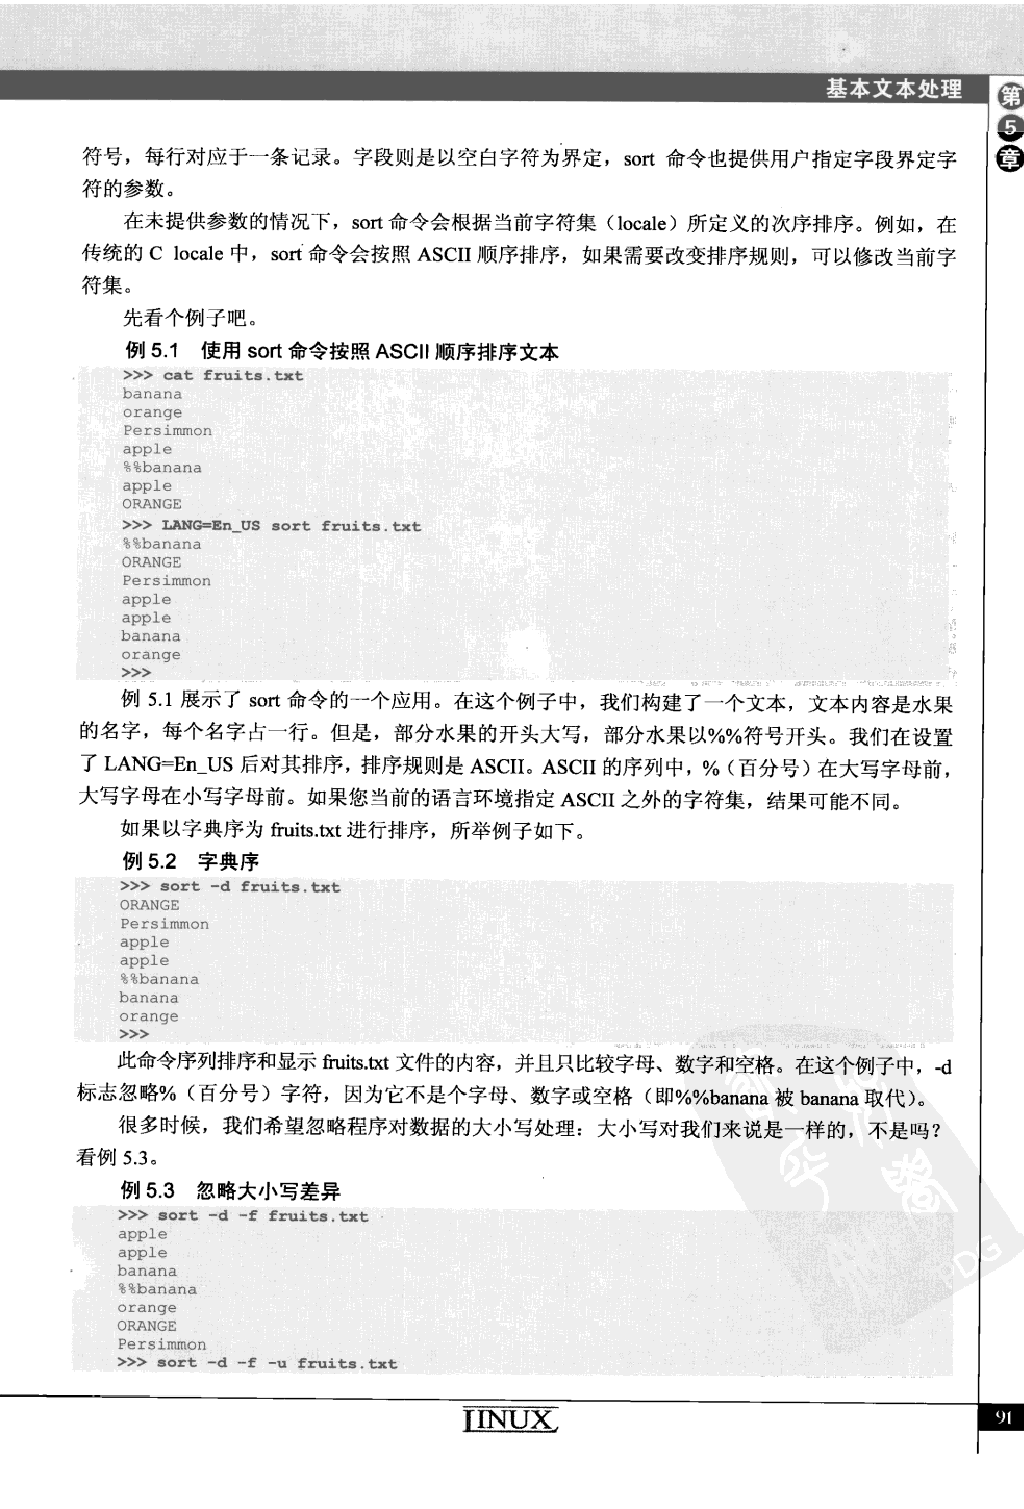 基本文本处理
第5章
符号，每行对应于一条记录。字段则是以空白字符为界定，sort 命令也提供用户指定字段界定字
符的参数。
在未提供参数的情况下，sort 命令会根据当前字符集（locale）所定义的次序排序。例如，在
传统的 C locale 中，sort 命令会按照 ASCII 顺序排序，如果需要改变排序规则，可以修改当前字
符集。
先看个例子吧。
例 5.1 使用 sort 命令按照 ASCII 顺序排序文本
>>> cat fruits.txt
banana
orange
Persimmon
apple
%%banana
apple
ORANGE
>>> LANG=En_US sort fruits.txt
%%banana
ORANGE
Persimmon
apple
apple
banana
orange
>>>
例 5.1 展示了 sort 命令的一个应用。在这个例子中，我们构建了一个文本，文本内容是水果
的名字，每个名字占一行。但是，部分水果的开头大写，部分水果以%%符号开头。我们在设置
了 LANG=En_US 后对其排序，排序规则是 ASCII。ASCII 的序列中，%（百分号）在大写字母前，
大写字母在小写字母前。如果您当前的语言环境指定 ASCII 之外的字符集，结果可能不同。
如果以字典序为 fruits.txt 进行排序，所举例子如下。
例 5.2 字典序
>>> sort -d fruits.txt
ORANGE
Persimmon
apple
apple
%%banana
banana
orange
>>>
此命令序列排序和显示 fruits.txt 文件的内容，并且只比较字母、数字和空格。在这个例子中，-d
标志忽略%（百分号）字符，因为它不是个字母、数字或空格（即%%banana 被 banana 取代）。
很多时候，我们希望忽略程序对数据的大小写处理：大小写对我们来说是一样的，不是吗？
看例 5.3。
例 5.3 忽略大小写差异
>>> sort -d -f fruits.txt
apple
apple
banana
%%banana
orange
ORANGE
Persimmon
>>> sort -d -f -u fruits.txt
PDG
LINUX
91